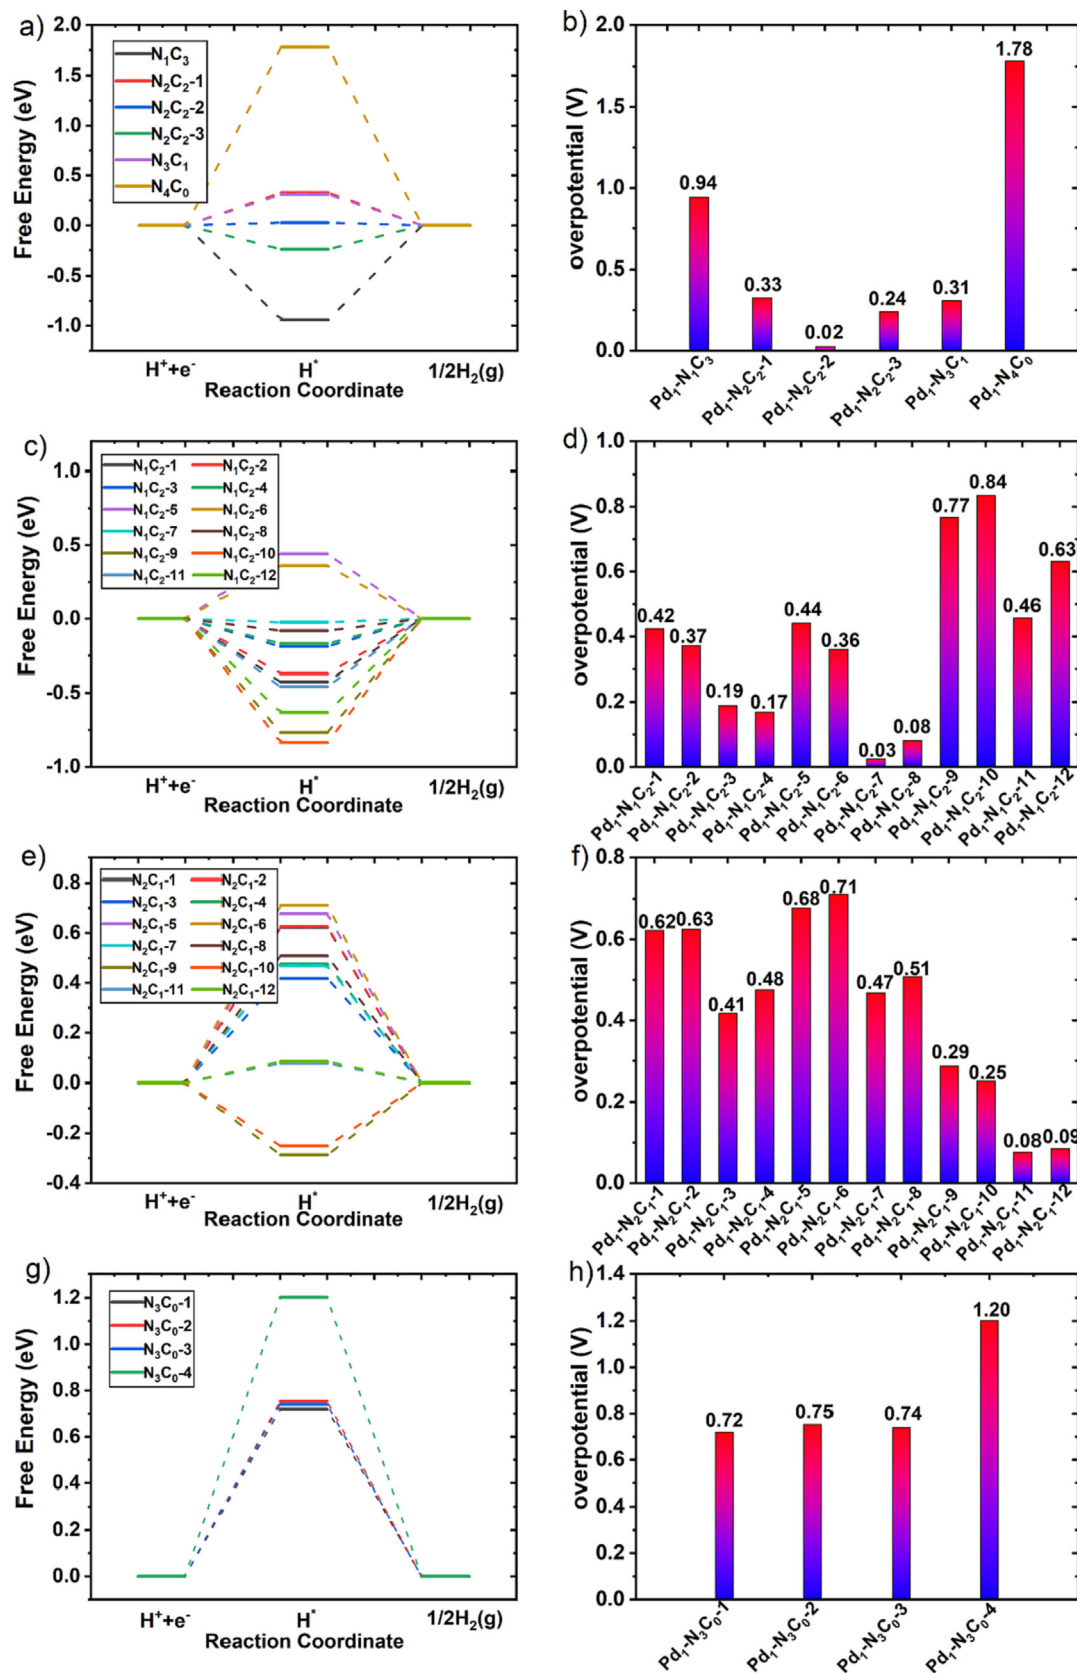 a)
2.0
1.5
1.0
0.5
0.0
-0.5
-1.0
Free Energy (eV)
N₁C₃
N₂C₂-1
N₂C₂-2
N₂C₂-3
N₃C₁
N₄C₀
H⁺+e⁻
H*
1/2H₂(g)
Reaction Coordinate
b)
2.0
1.5
1.0
0.5
0.0
overpotential (V)
0.94
0.33
0.02
0.24
0.31
1.78
Pd₁-N₁C₃
Pd₁-N₂C₂-1
Pd₁-N₂C₂-2
Pd₁-N₂C₂-3
Pd₁-N₃C₁
Pd₁-N₄C₀
c)
1.0
0.5
0.0
-0.5
-1.0
Free Energy (eV)
N₁C₂-1 N₁C₂-2
N₁C₂-3 N₁C₂-4
N₁C₂-5 N₁C₂-6
N₁C₂-7 N₁C₂-8
N₁C₂-9 N₁C₂-10
N₁C₂-11 N₁C₂-12
H⁺+e⁻
H*
1/2H₂(g)
Reaction Coordinate
d)
1.0
0.8
0.6
0.4
0.2
0.0
overpotential (V)
0.42
0.37
0.19
0.17
0.44
0.36
0.03
0.08
0.77
0.84
0.46
0.63
Pd₁-N₁C₂-1
Pd₁-N₁C₂-2
Pd₁-N₁C₂-3
Pd₁-N₁C₂-4
Pd₁-N₁C₂-5
Pd₁-N₁C₂-6
Pd₁-N₁C₂-7
Pd₁-N₁C₂-8
Pd₁-N₁C₂-9
Pd₁-N₁C₂-10
Pd₁-N₁C₂-11
Pd₁-N₁C₂-12
e)
0.8
0.6
0.4
0.2
0.0
-0.2
-0.4
Free Energy (eV)
N₂C₁-1 N₂C₁-2
N₂C₁-3 N₂C₁-4
N₂C₁-5 N₂C₁-6
N₂C₁-7 N₂C₁-8
N₂C₁-9 N₂C₁-10
N₂C₁-11 N₂C₁-12
H⁺+e⁻
H*
1/2H₂(g)
Reaction Coordinate
f)
0.8
0.6
0.4
0.2
0.0
overpotential (V)
0.62
0.63
0.41
0.48
0.68
0.71
0.47
0.51
0.29
0.25
0.08
0.09
Pd₁-N₂C₁-1
Pd₁-N₂C₁-2
Pd₁-N₂C₁-3
Pd₁-N₂C₁-4
Pd₁-N₂C₁-5
Pd₁-N₂C₁-6
Pd₁-N₂C₁-7
Pd₁-N₂C₁-8
Pd₁-N₂C₁-9
Pd₁-N₂C₁-10
Pd₁-N₂C₁-11
Pd₁-N₂C₁-12
g)
1.2
1.0
0.8
0.6
0.4
0.2
0.0
Free Energy (eV)
N₃C₀-1
N₃C₀-2
N₃C₀-3
N₃C₀-4
H⁺+e⁻
H*
1/2H₂(g)
Reaction Coordinate
h)
1.4
1.2
1.0
0.8
0.6
0.4
0.2
0.0
overpotential (V)
0.72
0.75
0.74
1.20
Pd₁-N₃C₀-1
Pd₁-N₃C₀-2
Pd₁-N₃C₀-3
Pd₁-N₃C₀-4